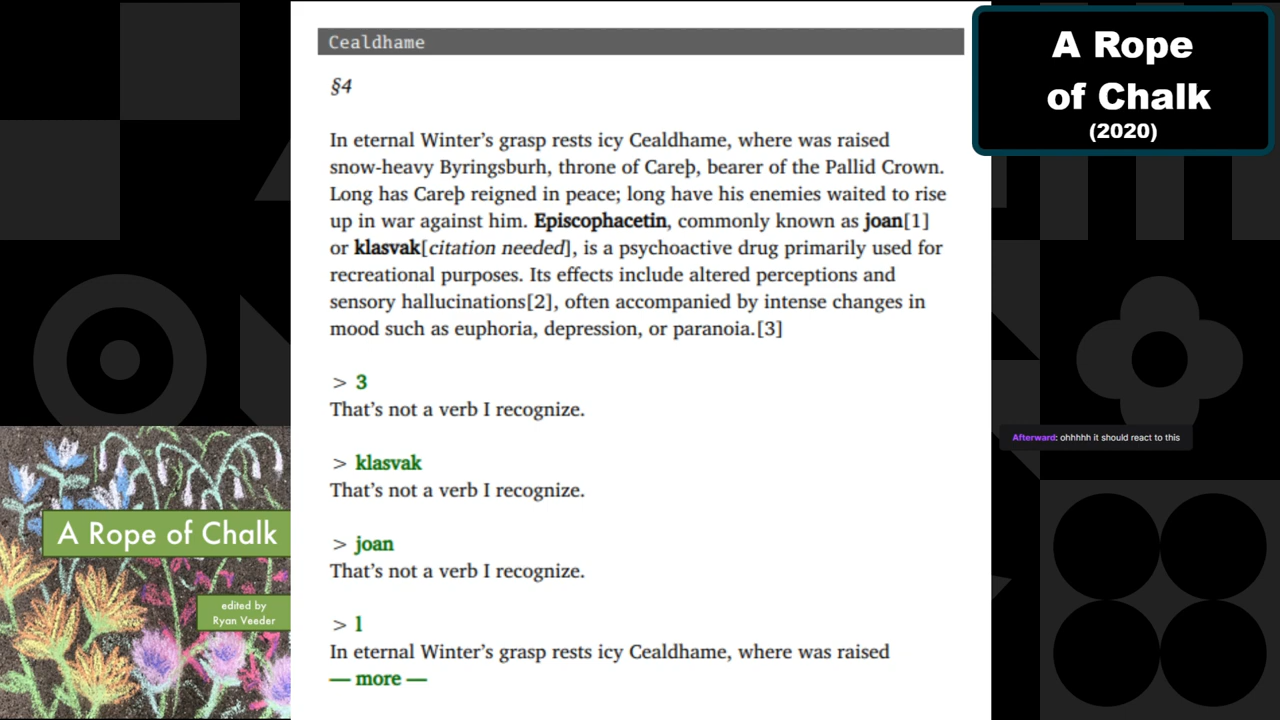 Cealdhame
§4
In eternal Winter’s grasp rests icy Cealdhame, where was raised
snow-heavy Byringsburh, throne of Careþ, bearer of the Pallid Crown.
Long has Careþ reigned in peace; long have his enemies waited to rise
up in war against him. Episcophacetin, commonly known as joan[1]
or klasvak[citation needed], is a psychoactive drug primarily used for
recreational purposes. Its effects include altered perceptions and
sensory hallucinations[2], often accompanied by intense changes in
mood such as euphoria, depression, or paranoia.[3]
> 3
That’s not a verb I recognize.
> klasvak
That’s not a verb I recognize.
> joan
That’s not a verb I recognize.
> l
In eternal Winter’s grasp rests icy Cealdhame, where was raised
— more —
A Rope
of Chalk
(2020)
Afterward: ohhhhh it should react to this
A Rope of Chalk
edited by
Ryan Veeder